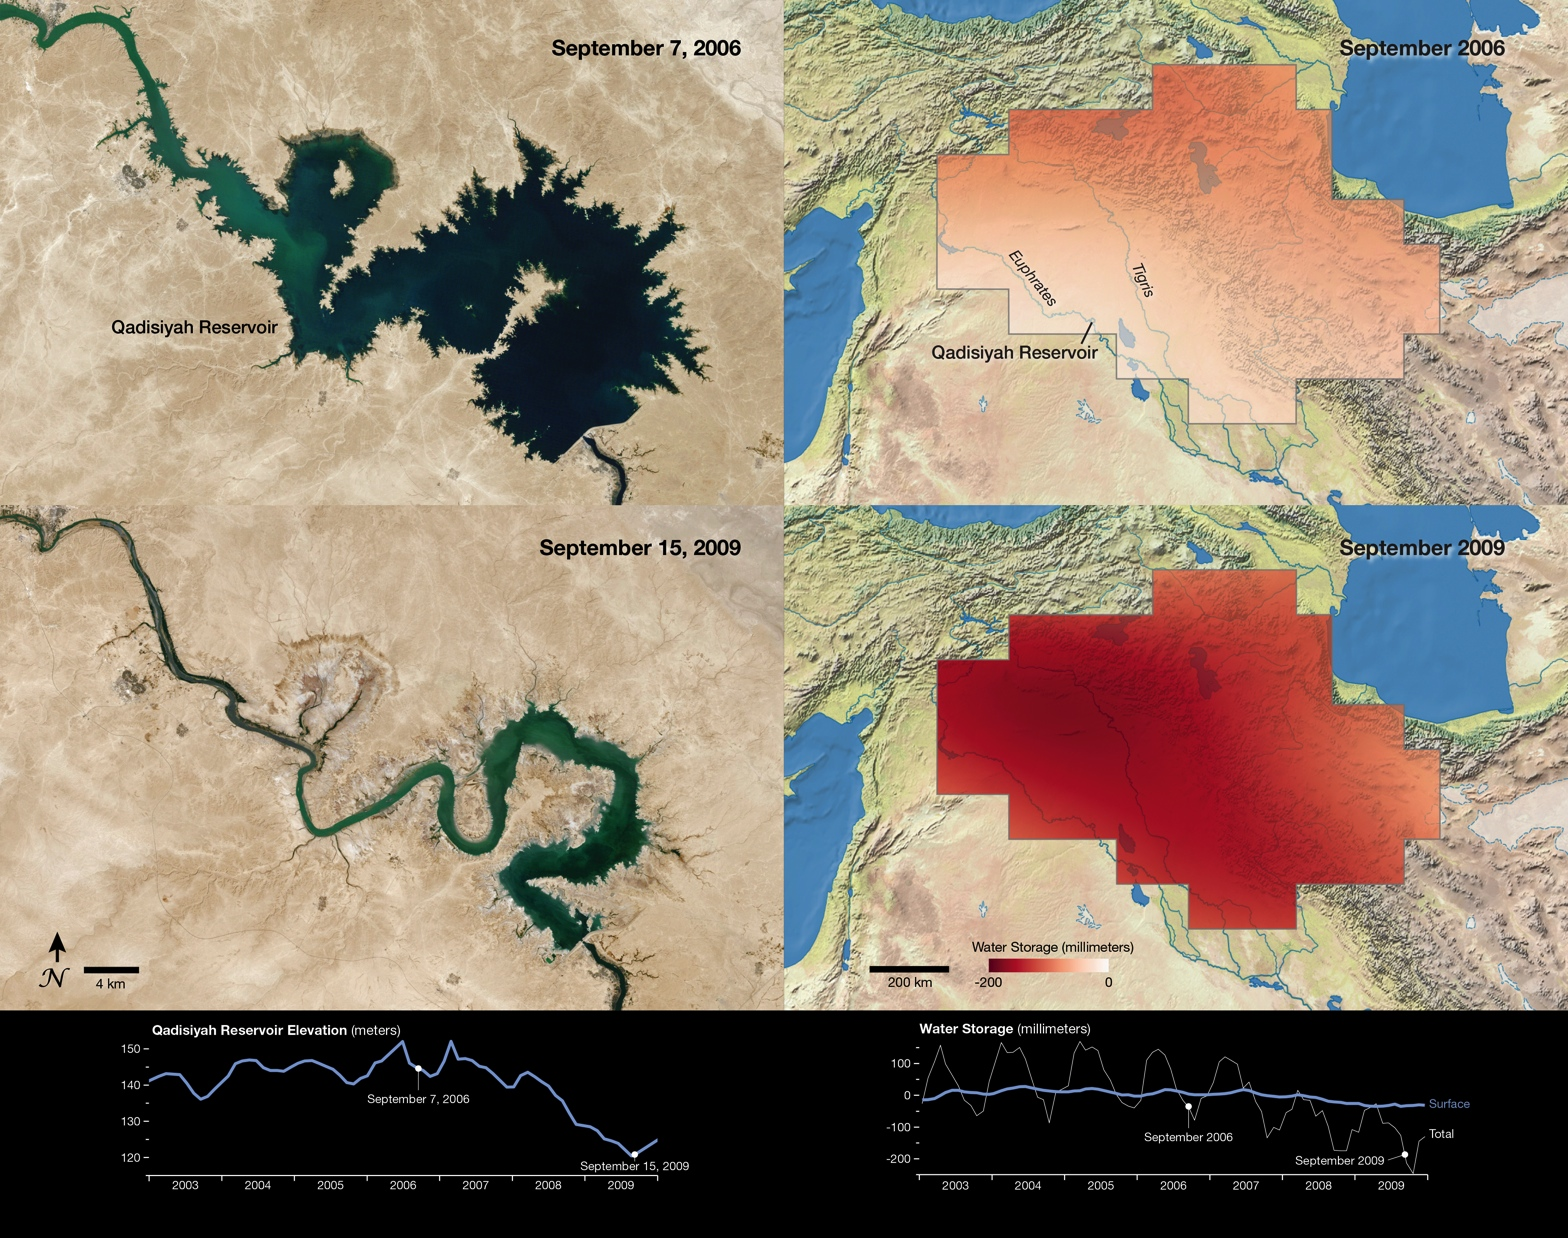 September 7, 2006
Qadisiyah Reservoir
September 2006
Euphrates
Tigris
Qadisiyah Reservoir
September 15, 2009
N
4 km
September 2009
Water Storage (millimeters)
200 km
-200
0
Qadisiyah Reservoir Elevation (meters)
150
140
130
120
September 7, 2006
September 15, 2009
2003
2004
2005
2006
2007
2008
2009
Water Storage (millimeters)
100
0
-100
-200
Surface
Total
September 2006
September 2009
2003
2004
2005
2006
2007
2008
2009